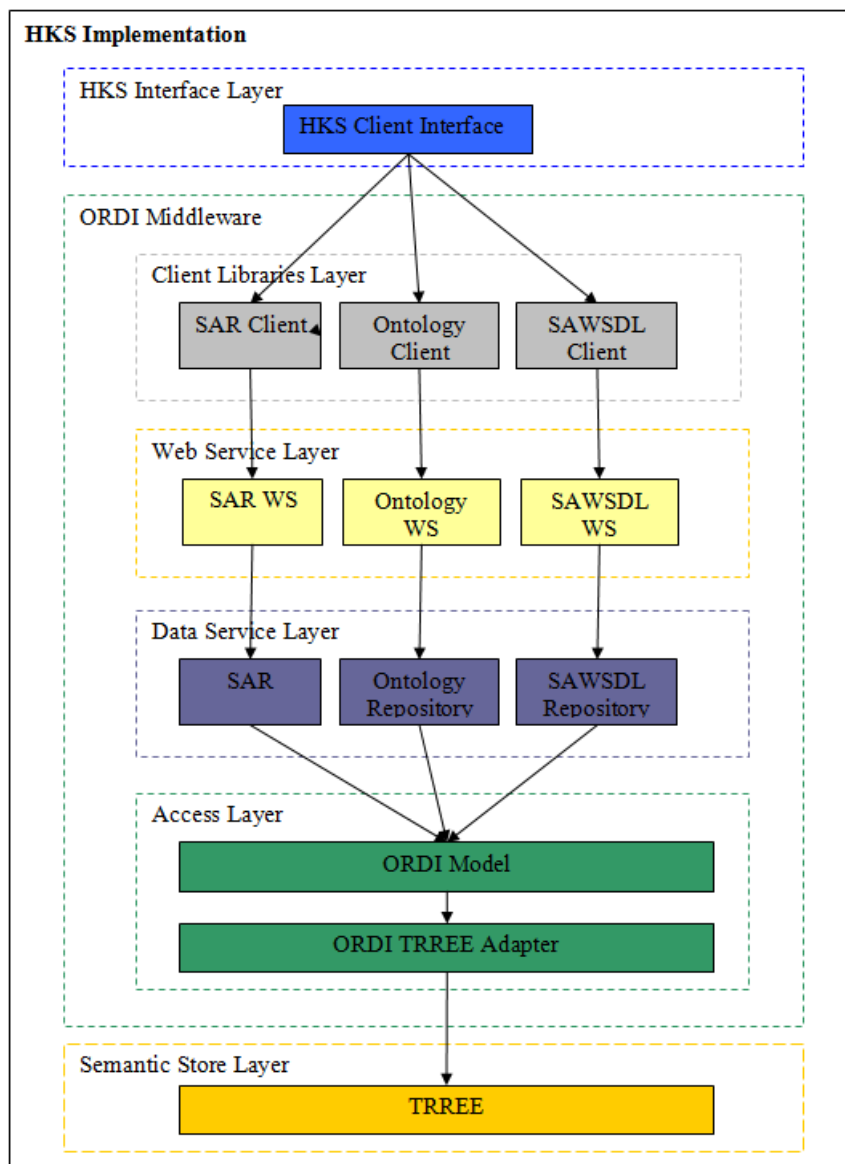 HKS Implementation
HKS Interface Layer
HKS Client Interface
ORDI Middleware
Client Libraries Layer
SAR Client
Ontology
Client
SAWSDL
Client
Web Service Layer
SAR WS
Ontology
WS
SAWSDL
WS
Data Service Layer
SAR
Ontology
Repository
SAWSDL
Repository
Access Layer
ORDI Model
ORDI TRREE Adapter
Semantic Store Layer
TRREE